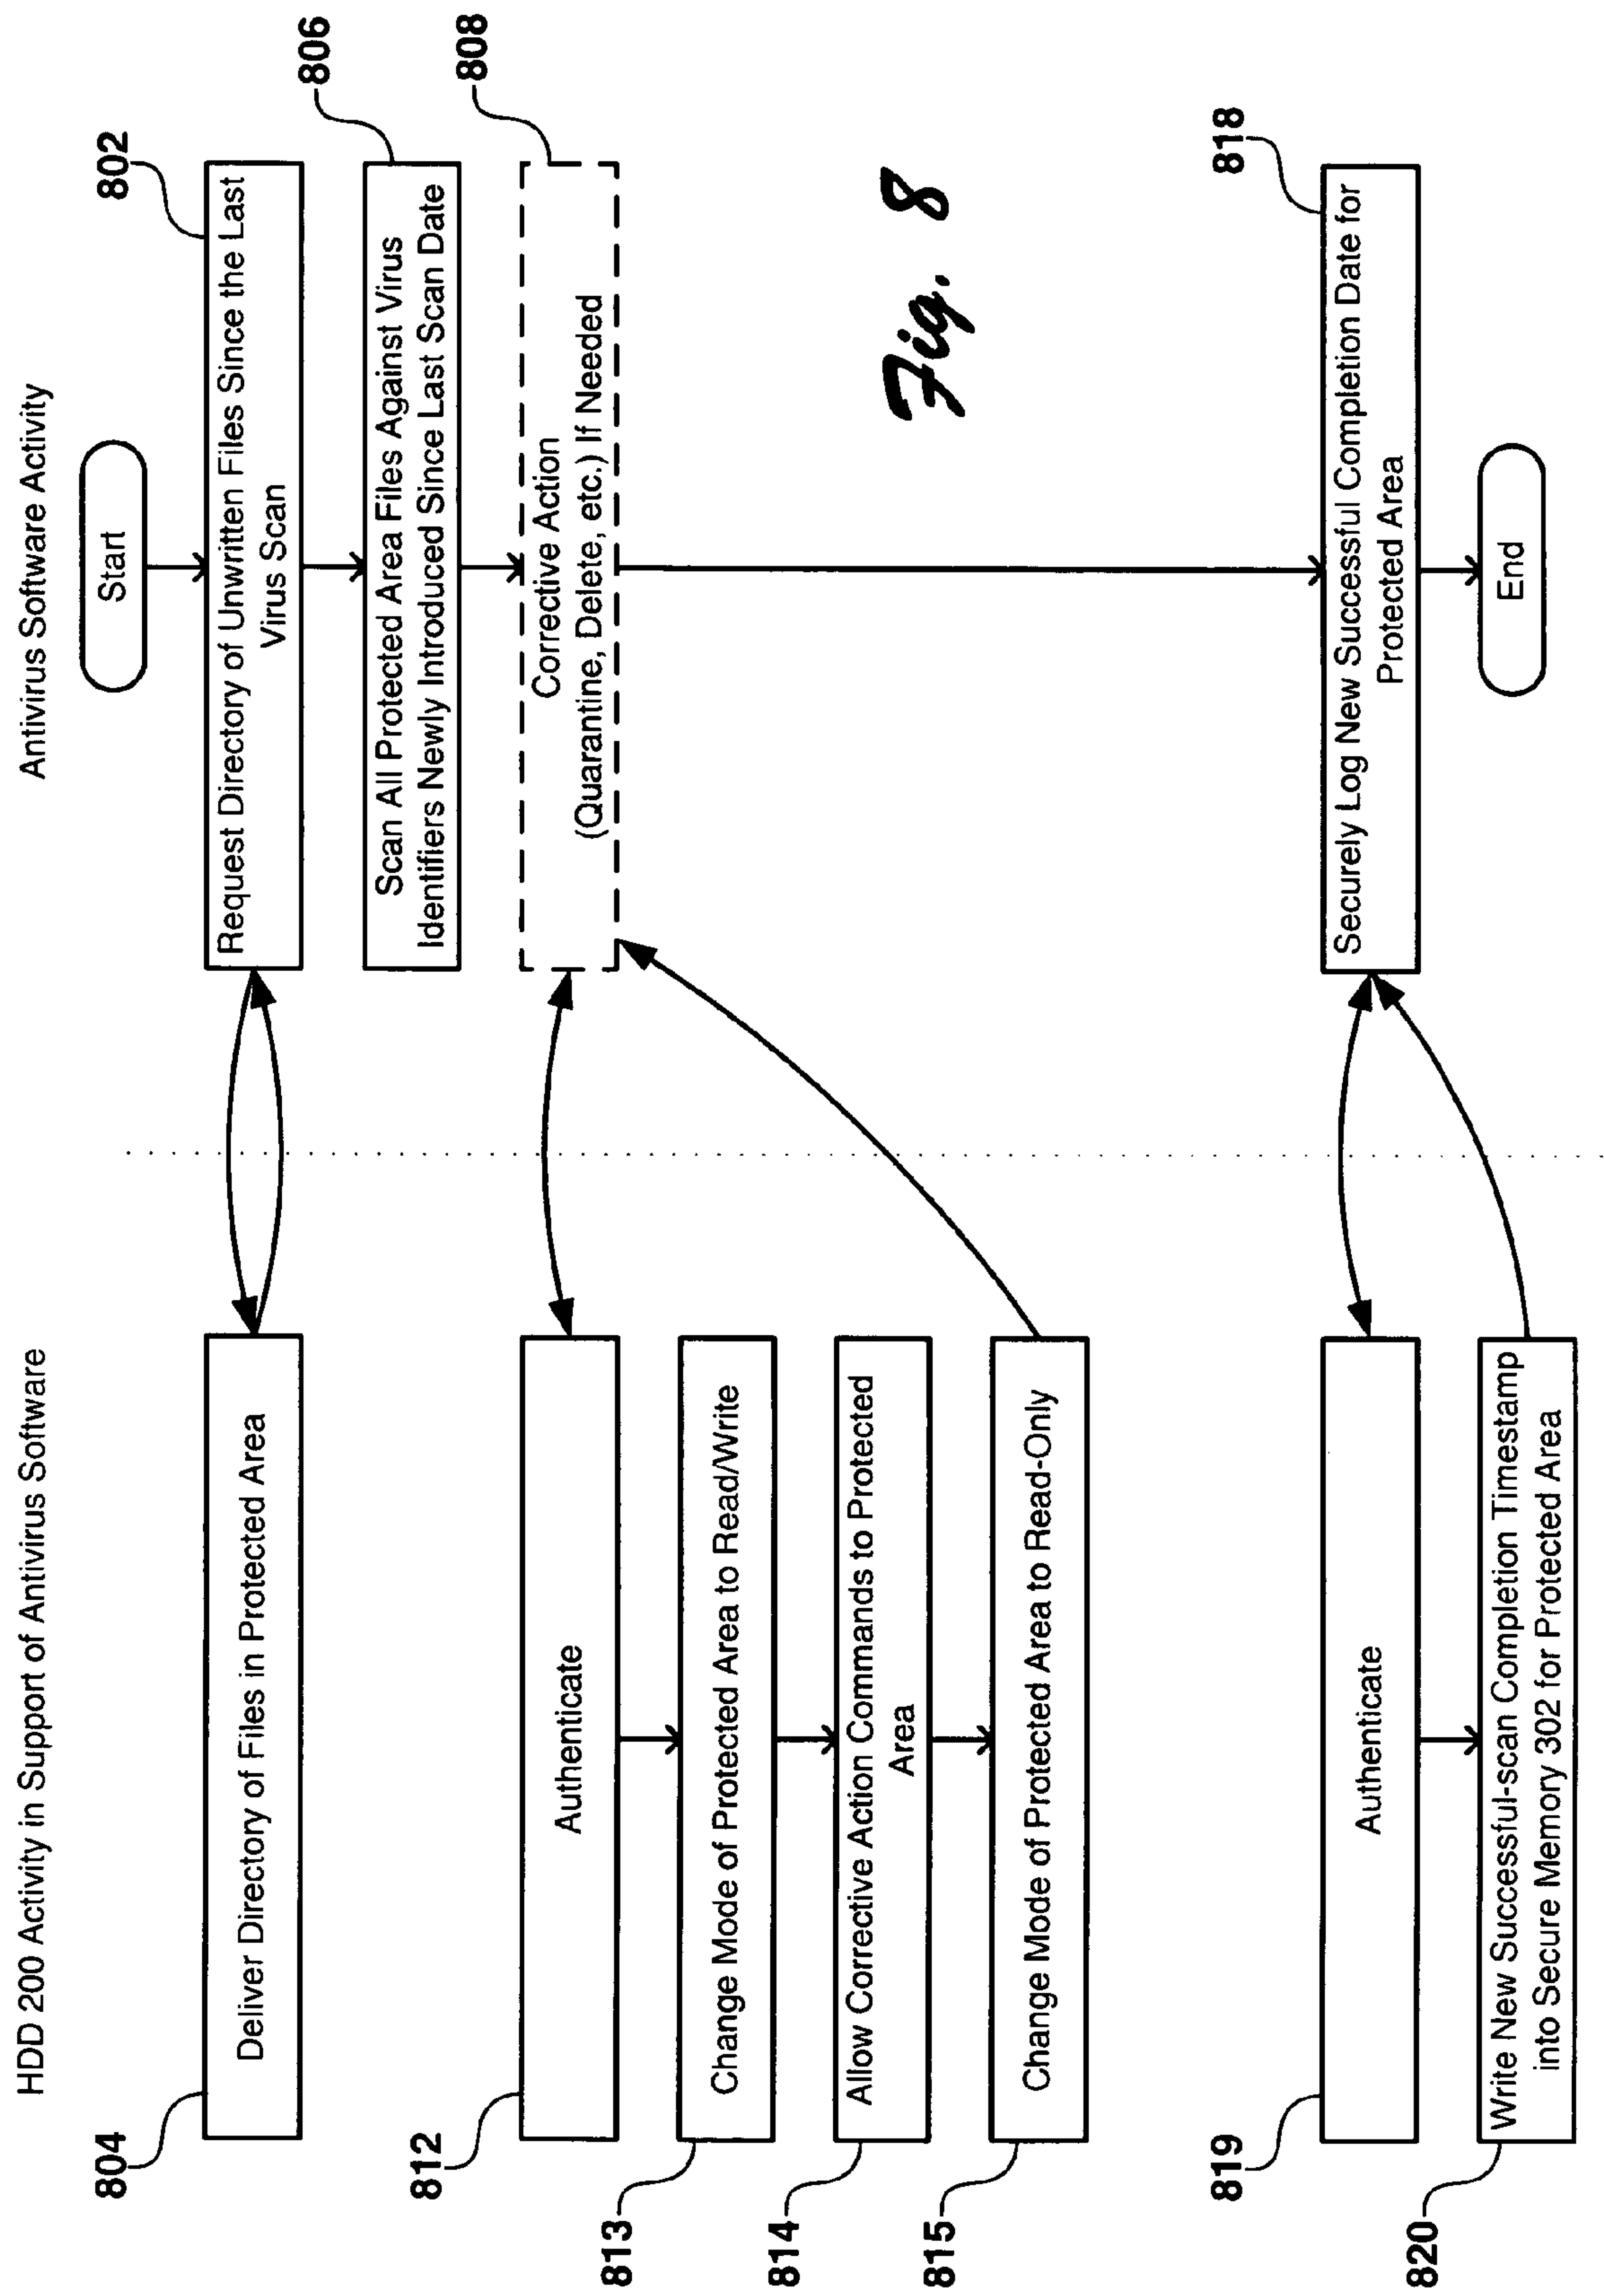 HDD 200 Activity in Support of Antivirus Software
Antivirus Software Activity
Start
804
Deliver Directory of Files in Protected Area
802
Request Directory of Unwritten Files Since the Last
Virus Scan
806
Scan All Protected Area Files Against Virus
Identifiers Newly Introduced Since Last Scan Date
808
Corrective Action
(Quarantine, Delete, etc.) If Needed
812
Authenticate
813
Change Mode of Protected Area to Read/Write
814
Allow Corrective Action Commands to Protected
Area
815
Change Mode of Protected Area to Read-Only
Fig. 8
818
Securely Log New Successful Completion Date for
Protected Area
819
Authenticate
820
Write New Successful-scan Completion Timestamp
into Secure Memory 302 for Protected Area
End